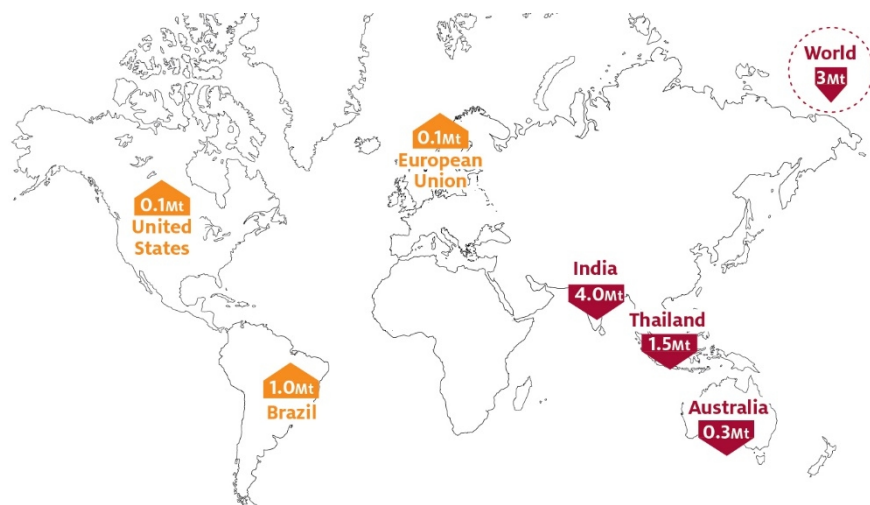 World
3Mt
0.1Mt
European
Union
0.1Mt
United
States
India
4.0Mt
Thailand
1.5Mt
1.0Mt
Brazil
Australia
0.3Mt